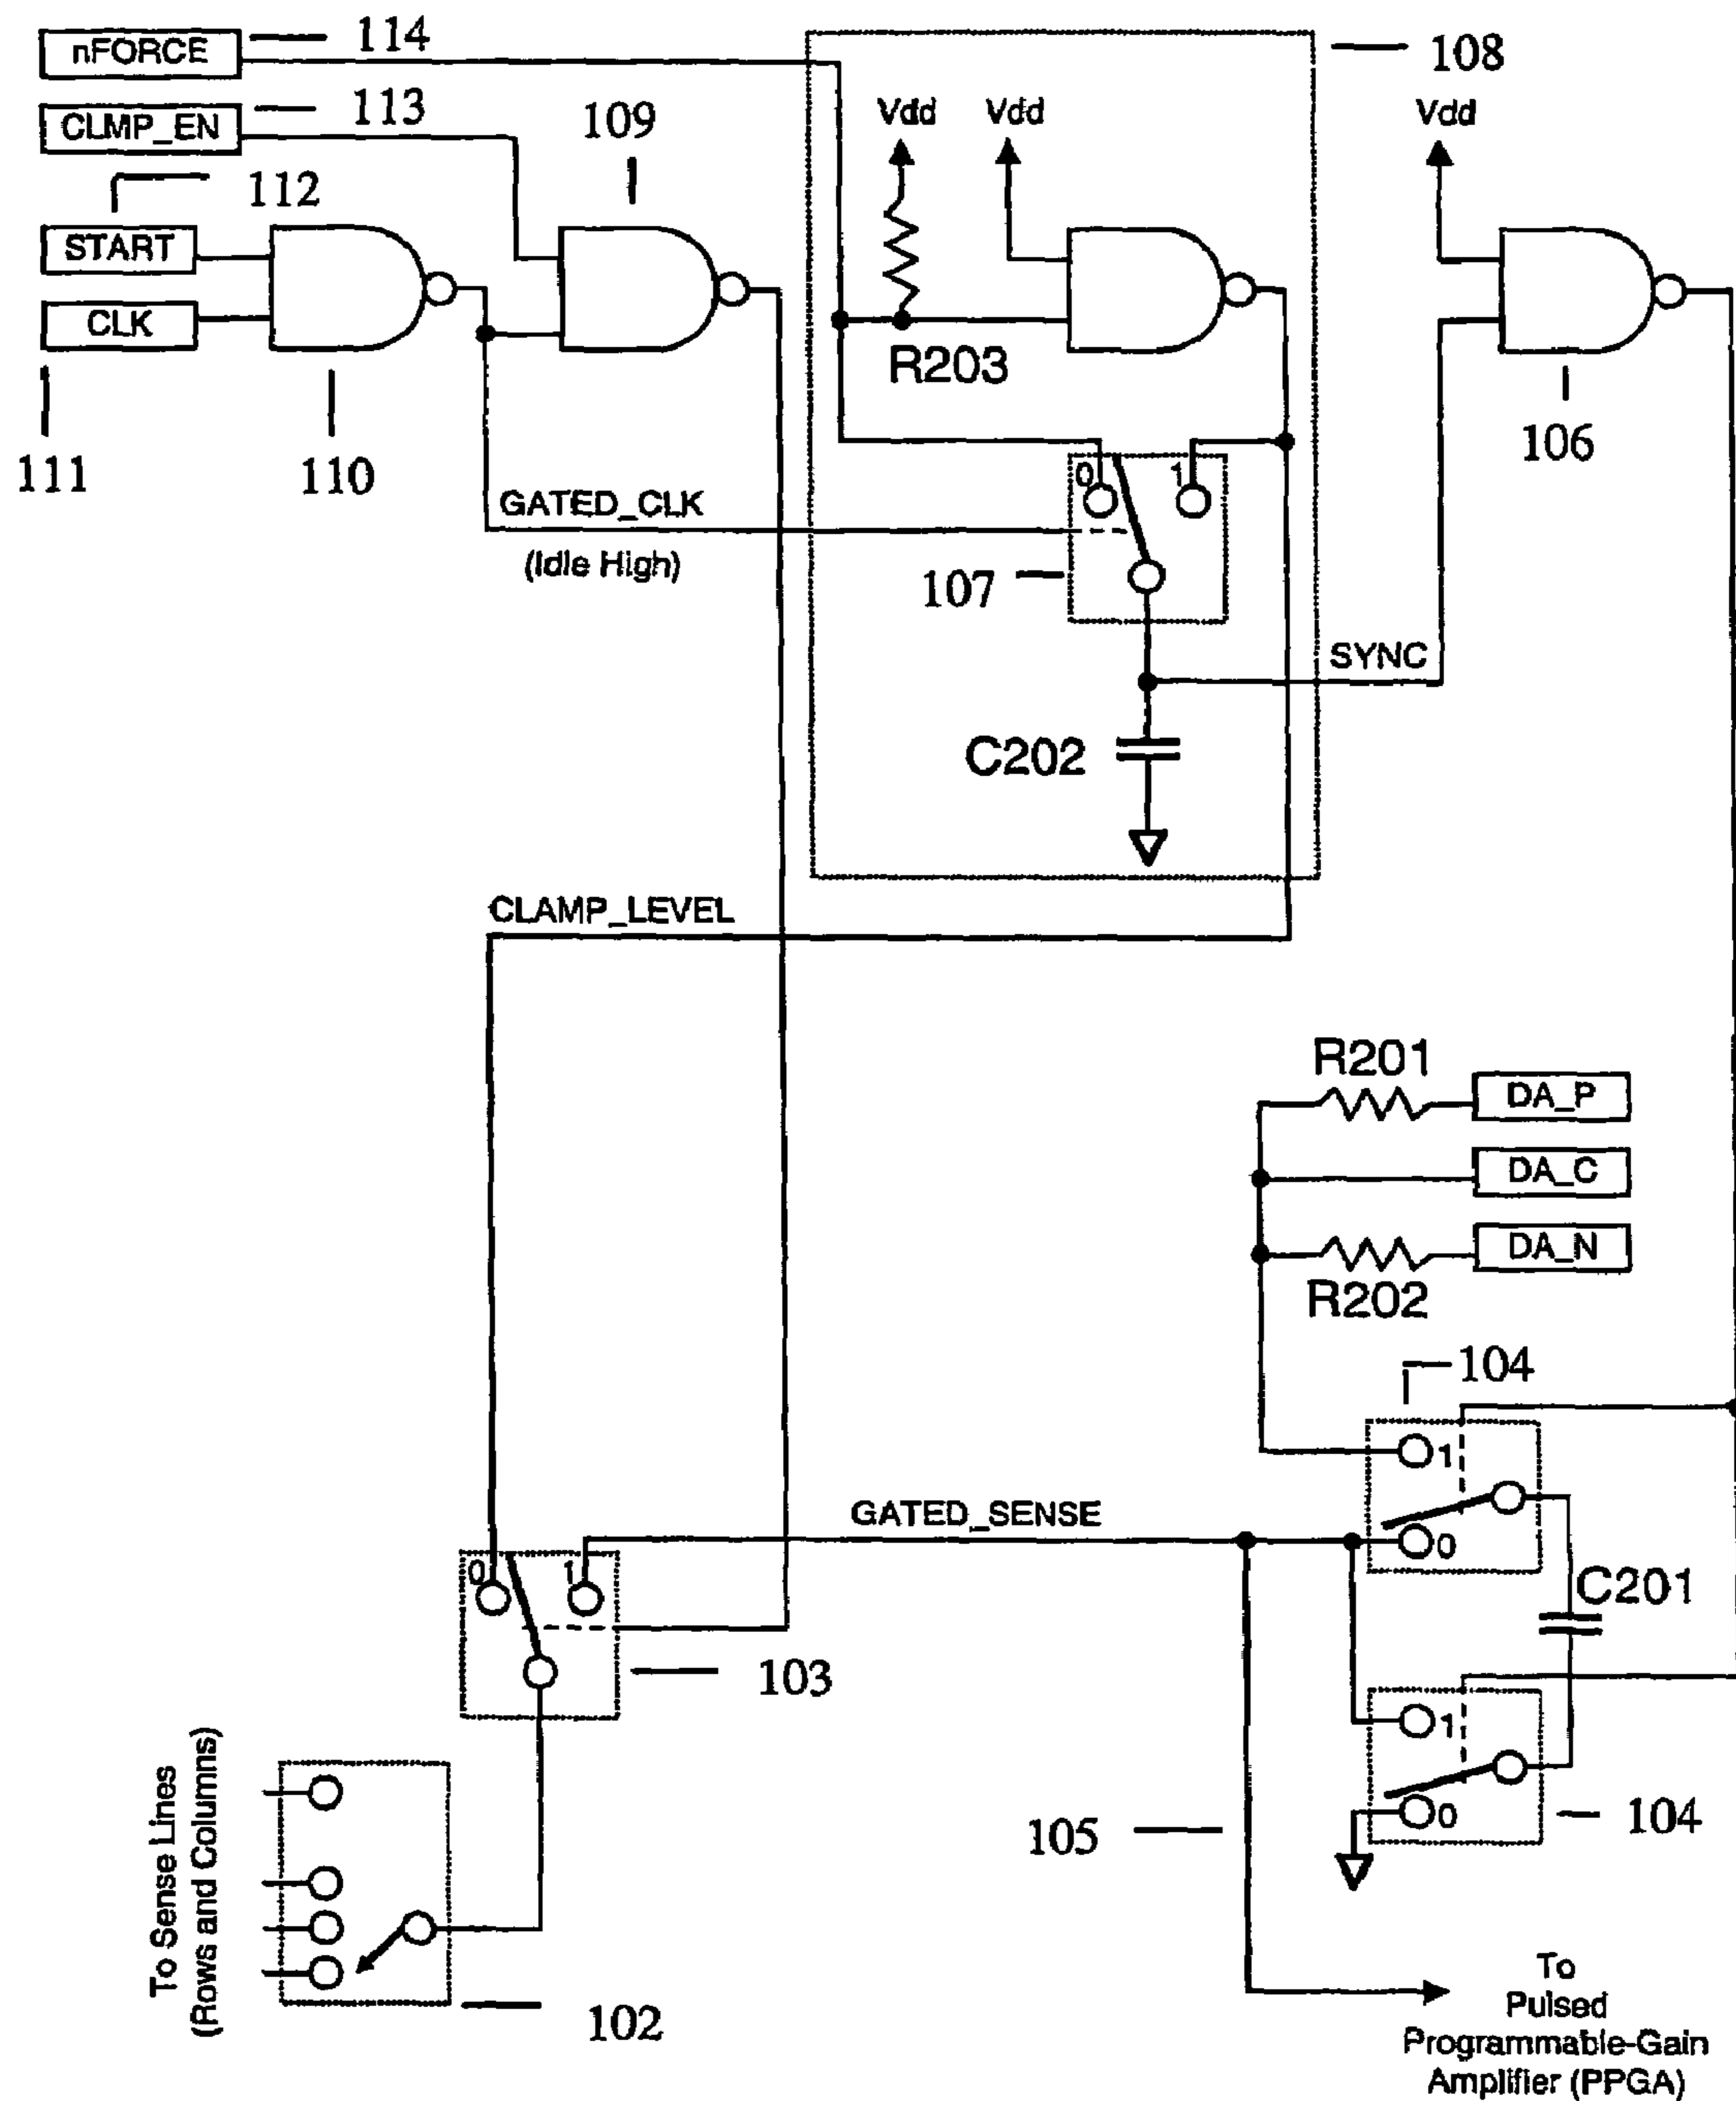 nFORCE
114
CLMP_EN
113
START
112
CLK
111
110
109
108
Vdd
Vdd
Vdd
R203
106
GATED_CLK
(Idle High)
0
1
107
SYNC
C202
CLAMP_LEVEL
R201
DA_P
DA_C
DA_N
R202
104
1
0
GATED_SENSE
C201
0
1
103
1
0
104
105
To Sense Lines
(Rows and Columns)
102
To
Pulsed
Programmable-Gain
Amplifier (PPGA)